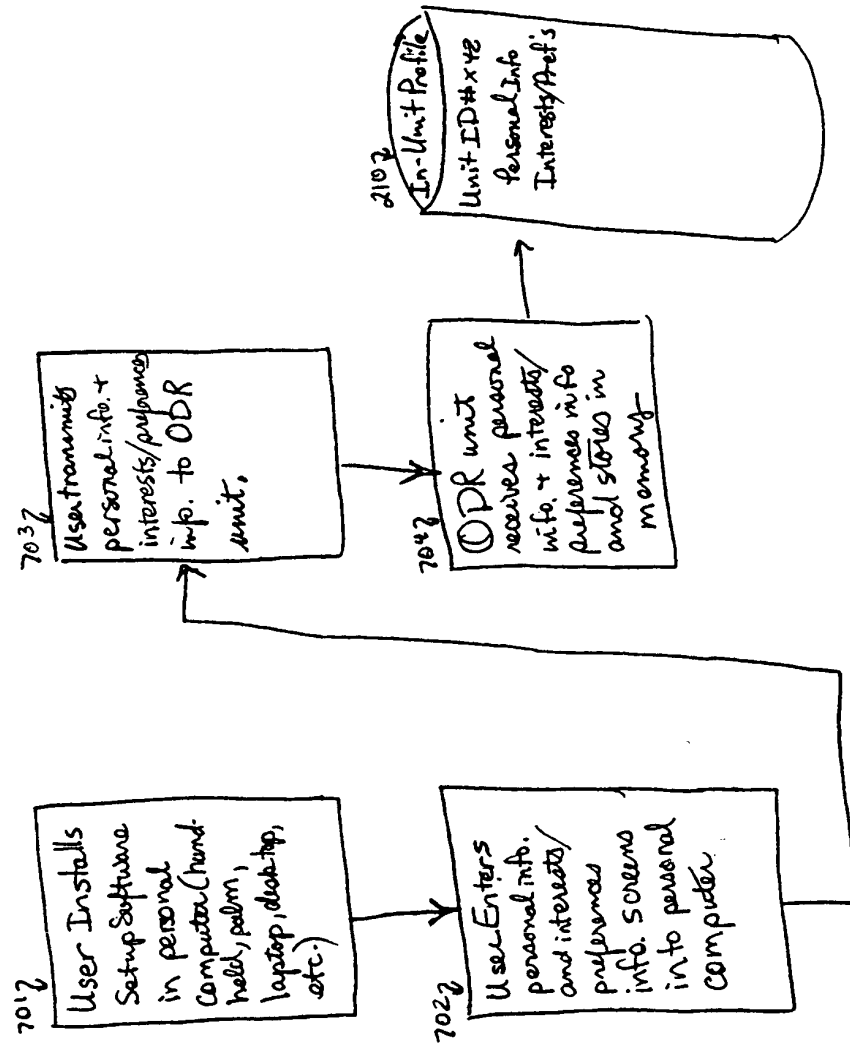 701
User Installs
Setup Software
in personal
computer (hand-
held, palm,
laptop, desktop,
etc.)
702
User Enters
personal info.
and interests/
preferences
info. screens
into personal
computer
703
User transmits
personal info. +
interests/preferences
info. to ODR
unit.
704
ODR unit
receives personal
info. + interests/
preferences info
and stores in
memory
210
In-Unit Profile
Unit ID # x42
Personal Info
Interests/Pref's